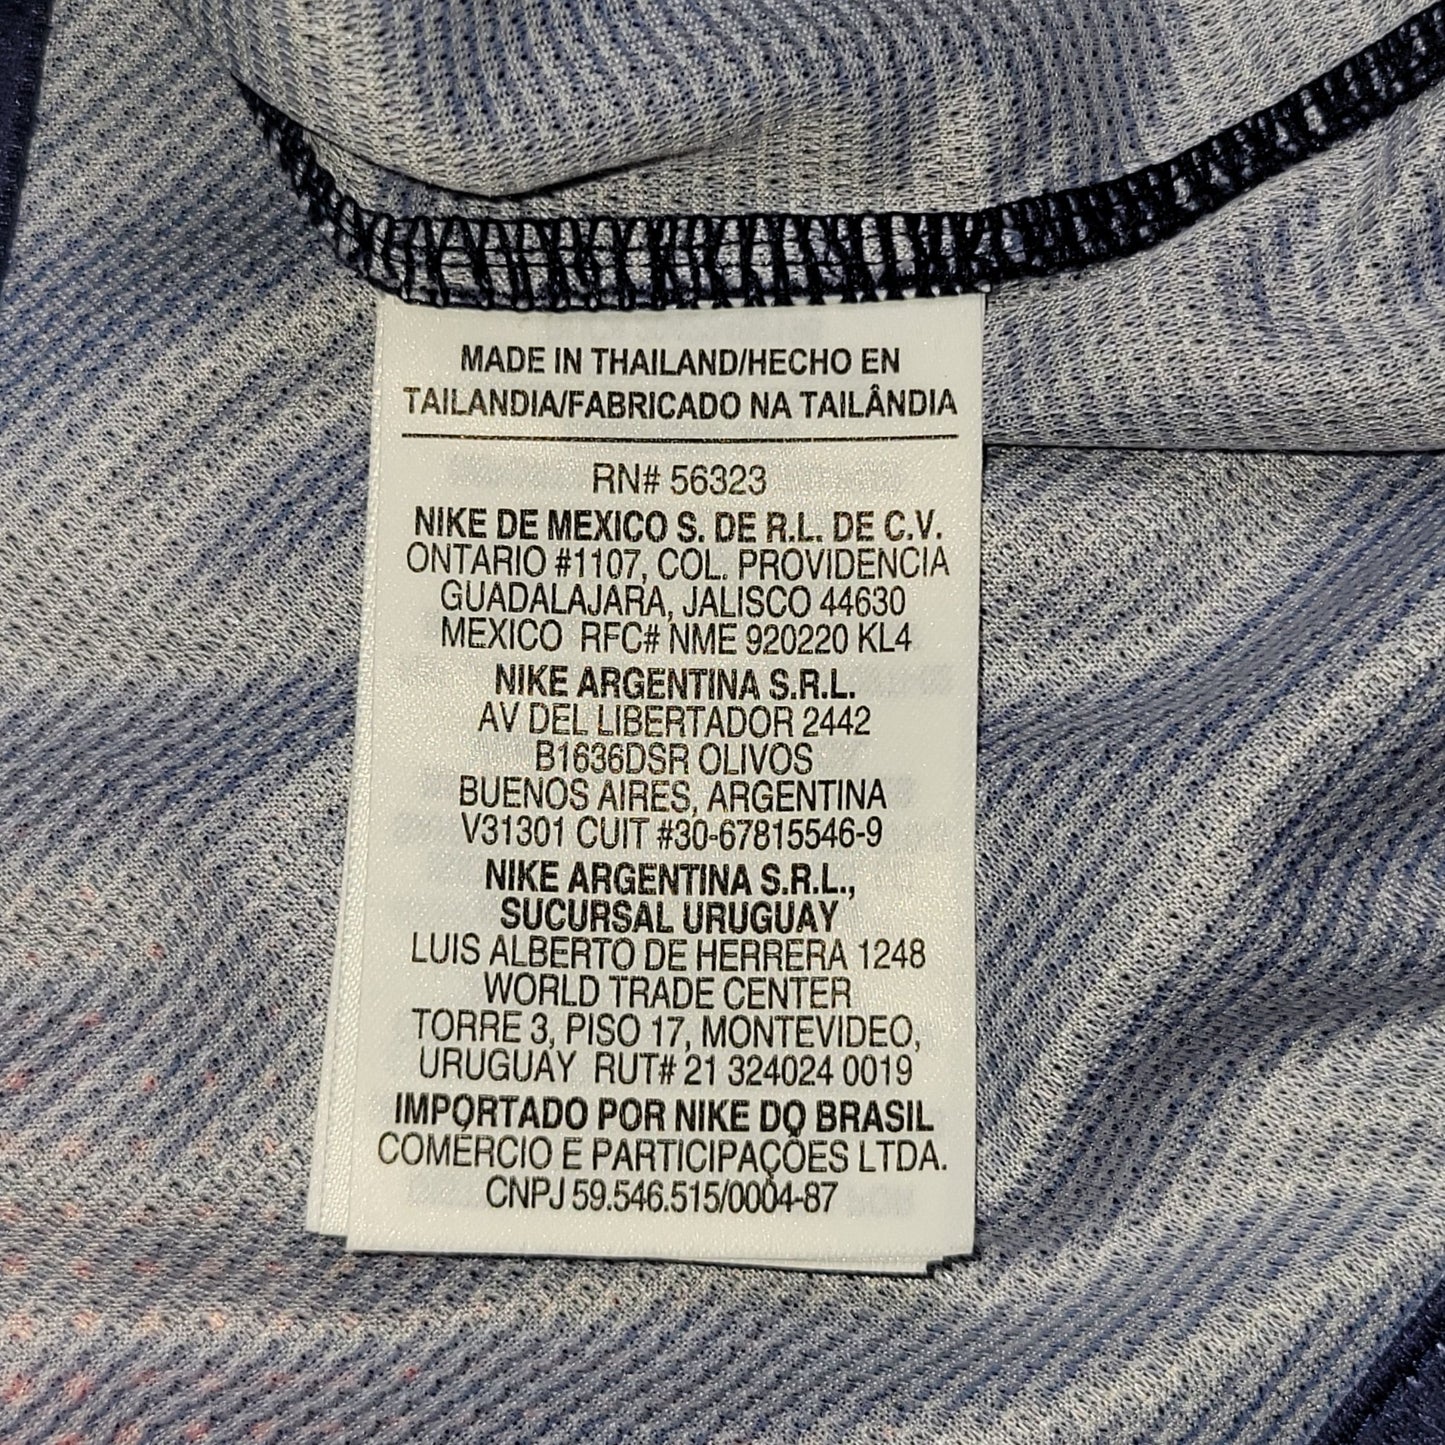 MADE IN THAILAND/HECHO EN
TAILANDIA/FABRICADO NA TAILÂNDIA
RN# 56323
NIKE DE MEXICO S. DE R.L. DE C.V.
ONTARIO #1107, COL. PROVIDENCIA
GUADALAJARA, JALISCO 44630
MEXICO RFC# NME 920220 KL4
NIKE ARGENTINA S.R.L.
AV DEL LIBERTADOR 2442
B1636DSR OLIVOS
BUENOS AIRES, ARGENTINA
V31301 CUIT #30-67815546-9
NIKE ARGENTINA S.R.L.,
SUCURSAL URUGUAY
LUIS ALBERTO DE HERRERA 1248
WORLD TRADE CENTER
TORRE 3, PISO 17, MONTEVIDEO,
URUGUAY RUT# 21 324024 0019
IMPORTADO POR NIKE DO BRASIL
COMÉRCIO E PARTICIPAÇÕES LTDA.
CNPJ 59.546.515/0004-87